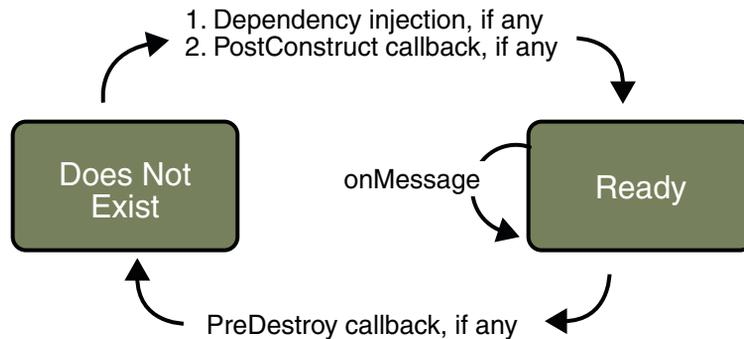 1. Dependency injection, if any
2. PostConstruct callback, if any
Does Not
Exist
onMessage
Ready
PreDestroy callback, if any